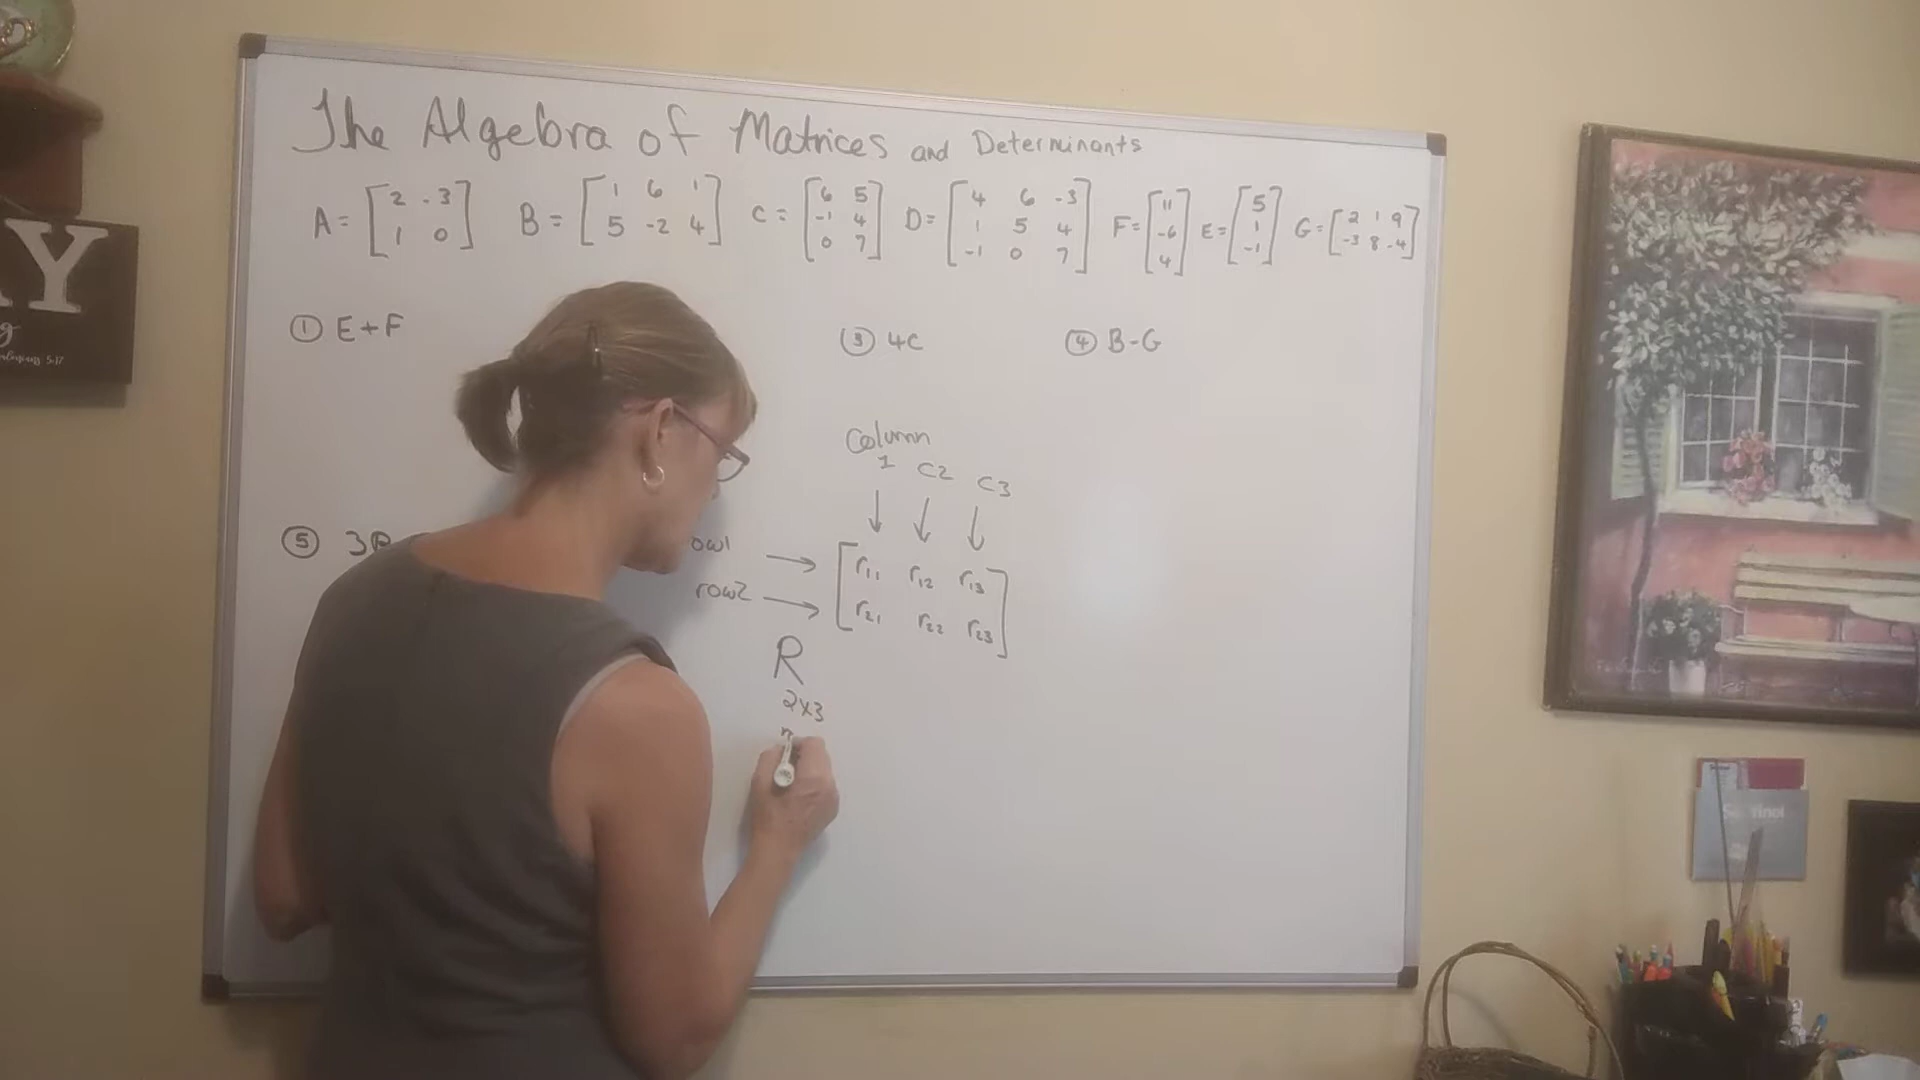 The Algebra of Matrices and Determinants
A = [2 -3] B = [1 6 1] C = [6 5] D = [4 6 -3] F = [11] E = [5] G = [2 1 9]
[1 0] [5 -2 4] [-1 4] [1 5 4] [-6] [1] [-3 8 -4]
[0 7] [-1 0 7] [4] [-1]
① E+F ③ 4C ④ B-G
Column
1 C2 C3
↓ ↓ ↓
⑤ 3B ow1 → [r11 r12 r13]
row2 → [r21 r22 r23]
R
2x3
Y